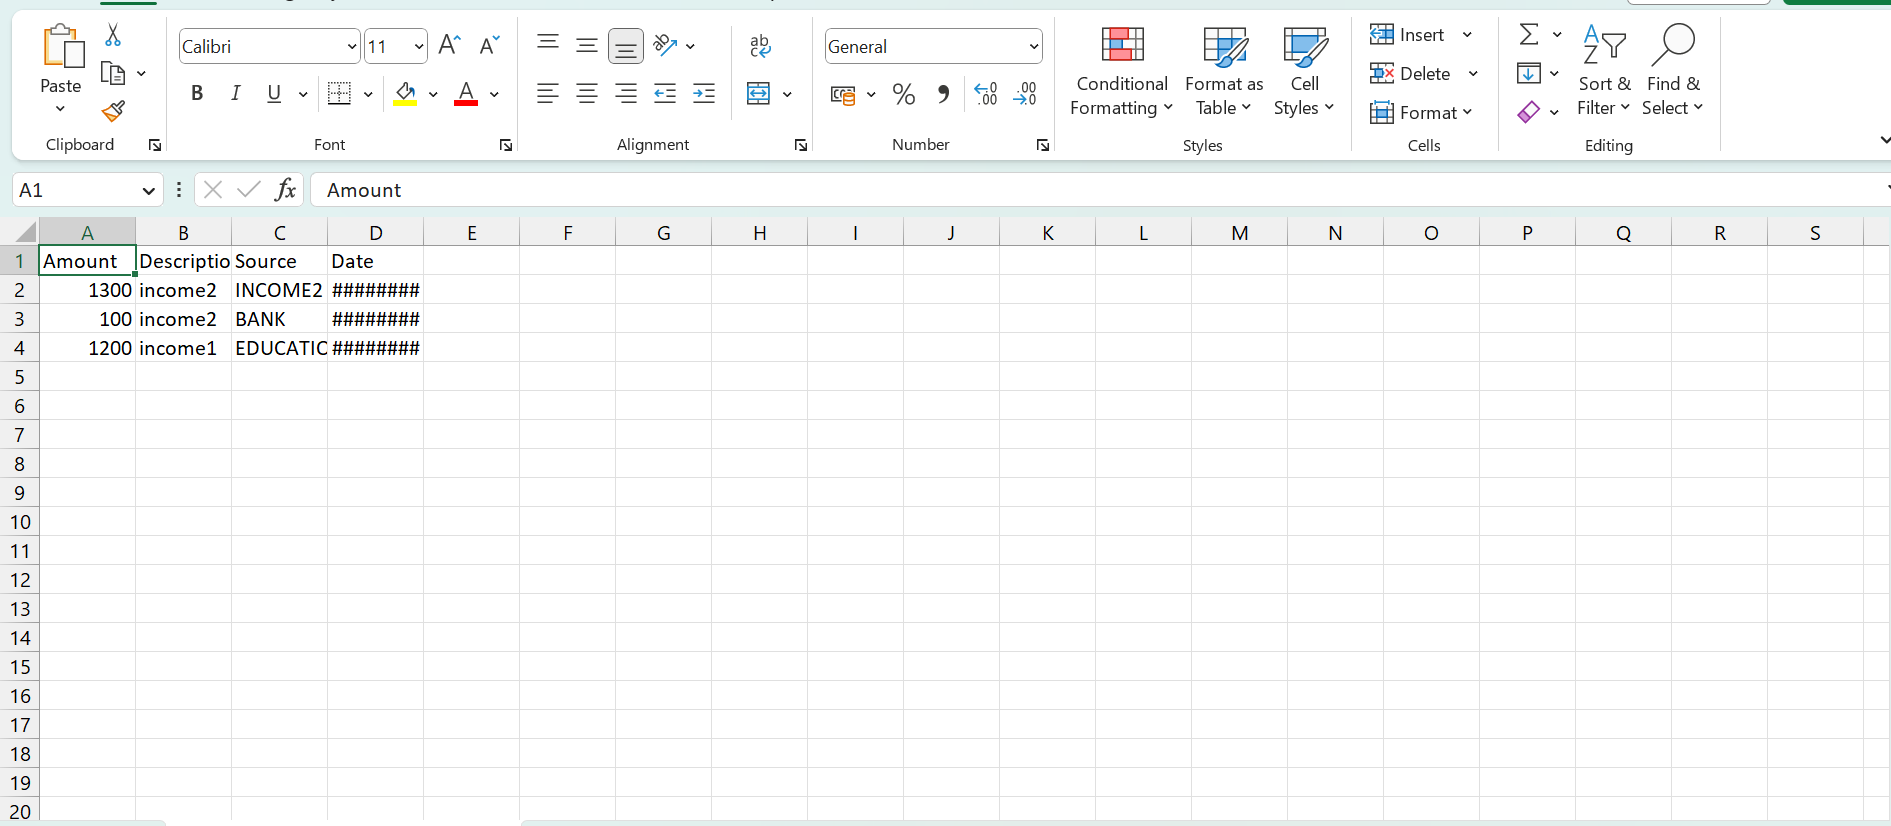 Calibri 11 ab General Insert
Paste Conditional Format as Cell Delete Sort & Find &
B I U A % Formatting Table Styles Format Filter Select
Clipboard Font Alignment Number Styles Cells Editing
A1 fx Amount
A B C D E F G H I J K L M N O P Q R S
1 Amount Descriptio Source Date
2 1300 income2 INCOME2 ########
3 100 income2 BANK ########
4 1200 income1 EDUCATIC ########
5
6
7
8
9
10
11
12
13
14
15
16
17
18
19
20